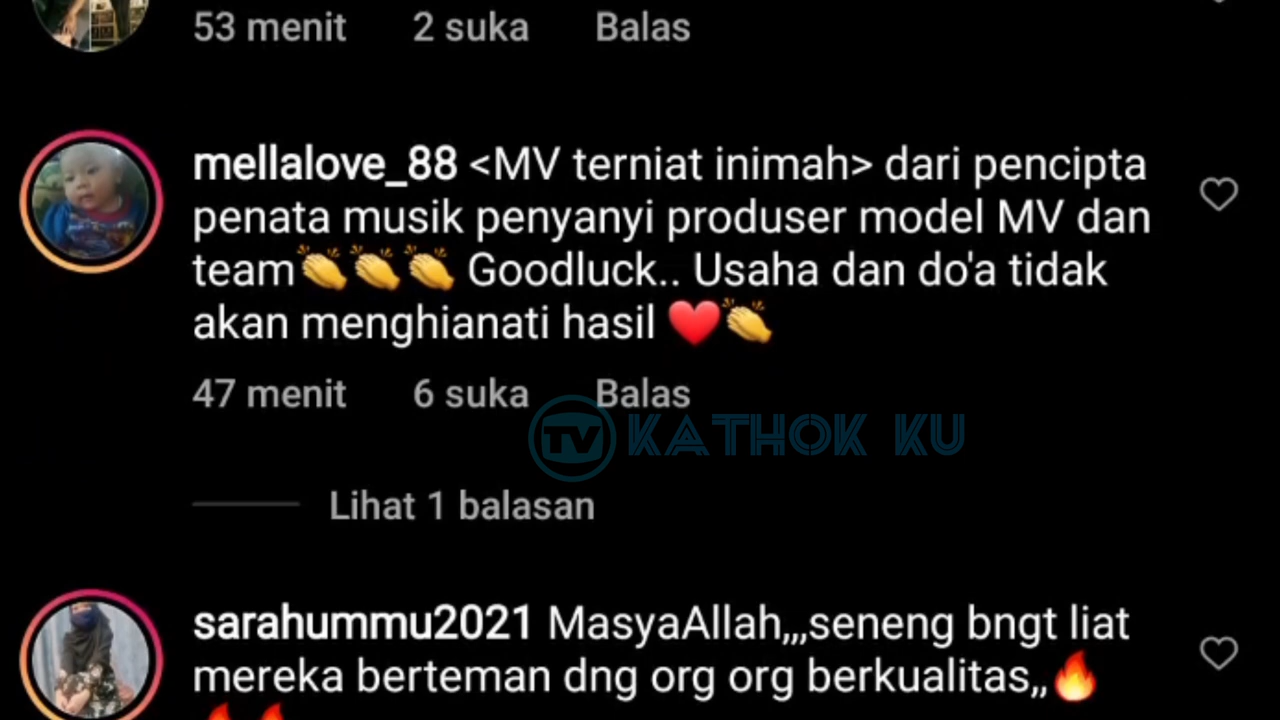 53 menit 2 suka Balas
mellalove_88 <MV terniat inimah> dari pencipta
penata musik penyanyi produser model MV dan
team👏👏👏 Goodluck.. Usaha dan do'a tidak
akan menghianati hasil ❤️👏
47 menit 6 suka Balas
TV KATHOK KU
Lihat 1 balasan
sarahummu2021 MasyaAllah,,,seneng bngt liat
mereka berteman dng org org berkualitas,,🔥
🔥🔥